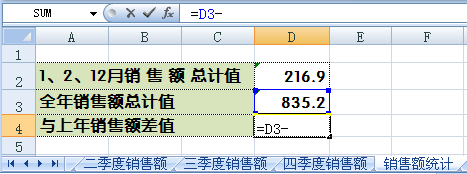 SUM =D3-
A B C D E F
1
2 1、2、12月销 售 额 总计值 216.9
3 全年销售额总计值 835.2
4 与上年销售额差值 =D3-
5
二季度销售额 三季度销售额 四季度销售额 销售额统计